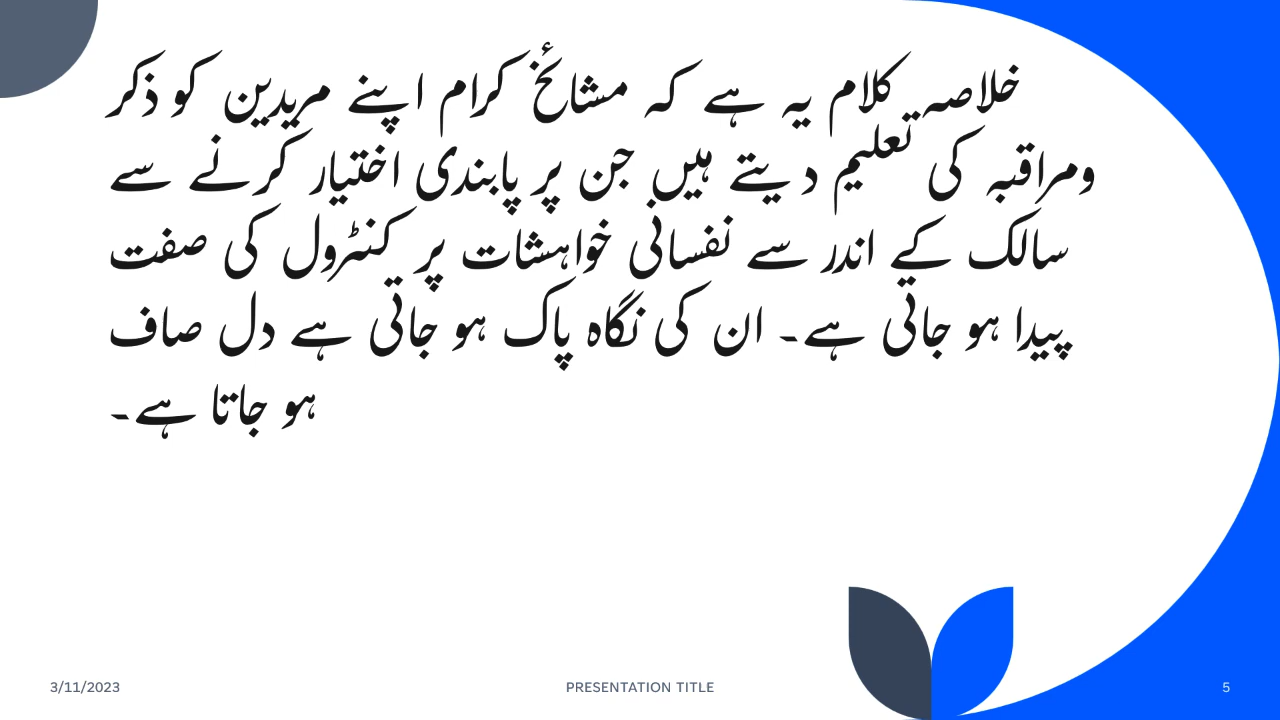 خلاصہ کلام یہ ہے کہ مشائخ کرام اپنے مریدین کو ذکر
ومراقبہ کی تعلیم دیتے ہیں جن پر پابندی اختیار کرنے سے
سالک کے اندر سے نفسانی خواہشات پر کنٹرول کی صفت
پیدا ہو جاتی ہے۔ ان کی نگاہ پاک ہو جاتی ہے دل صاف
ہو جاتا ہے۔
3/11/2023
PRESENTATION TITLE
5